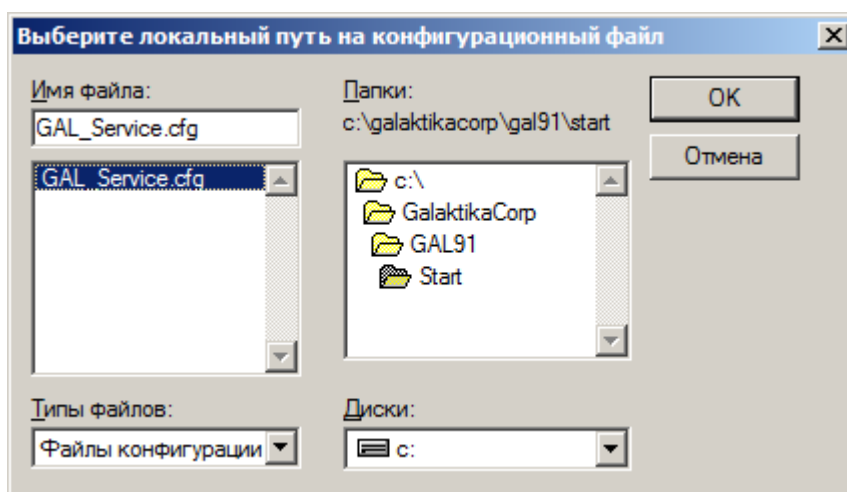 Выберите локальный путь на конфигурационный файл
Имя файла:
GAL_Service.cfg
GAL_Service.cfg
Типы файлов:
Файлы конфигурации
Папки:
c:\galaktikacorp\gal91\start
c:\
GalaktikaCorp
GAL91
Start
Диски:
c:
OK
Отмена